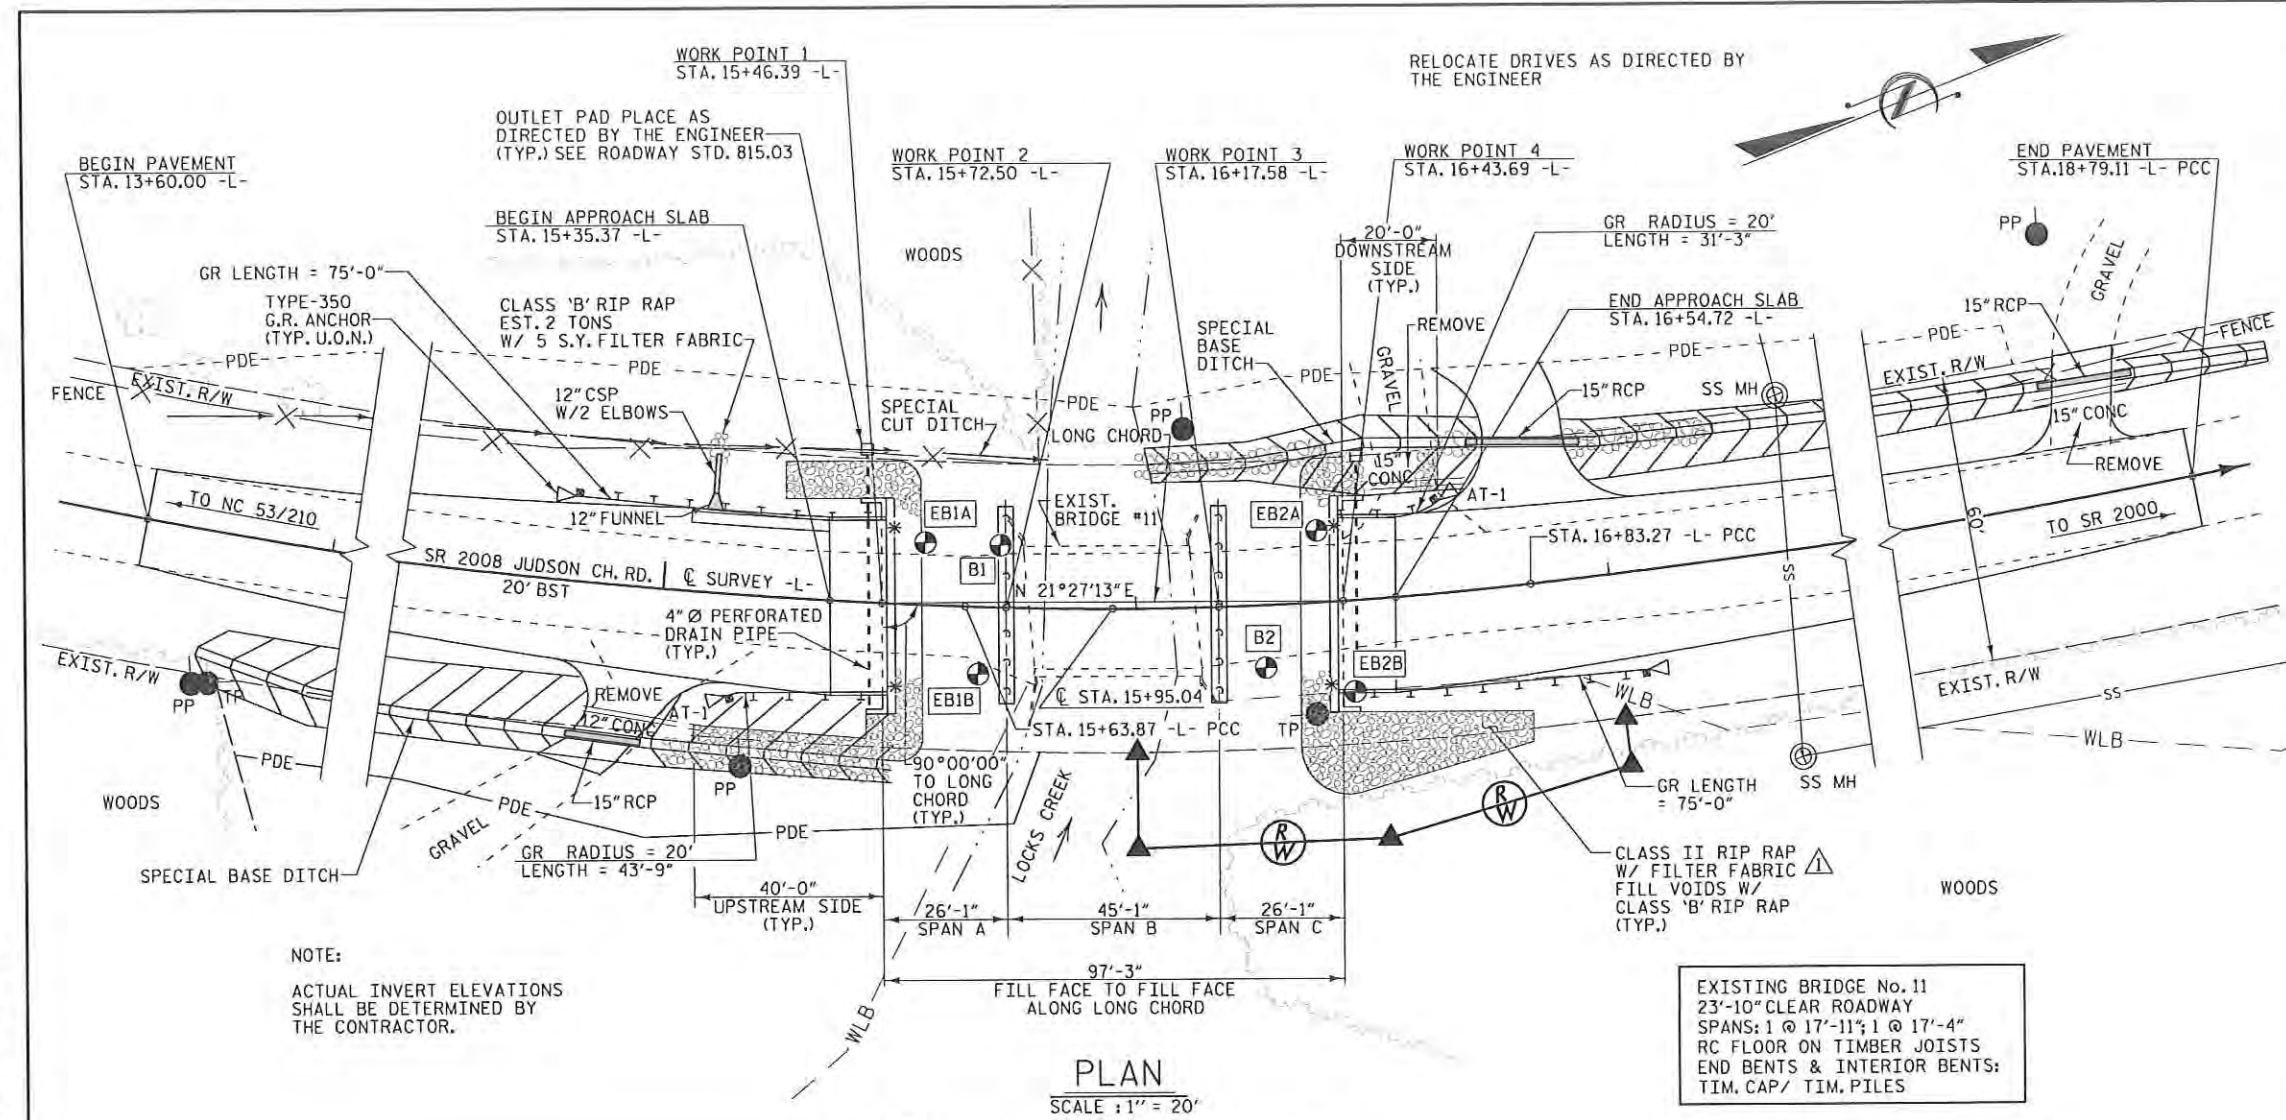 WORK POINT 1
STA. 15+46.39 -L-
RELOCATE DRIVES AS DIRECTED BY
THE ENGINEER
OUTLET PAD PLACE AS
DIRECTED BY THE ENGINEER
(TYP.) SEE ROADWAY STD. 815.03
BEGIN PAVEMENT
STA. 13+60.00 -L-
WORK POINT 2
STA. 15+72.50 -L-
WORK POINT 3
STA. 16+17.58 -L-
WORK POINT 4
STA. 16+43.69 -L-
END PAVEMENT
STA.18+79.11 -L- PCC
BEGIN APPROACH SLAB
STA. 15+35.37 -L-
WOODS
20'-0"
DOWNSTREAM
SIDE
(TYP.)
GR RADIUS = 20'
LENGTH = 31'-3"
PP
GRAVEL
GR LENGTH = 75'-0"
TYPE-350
G.R. ANCHOR
(TYP. U.O.N.)
CLASS 'B' RIP RAP
EST. 2 TONS
W/ 5 S.Y. FILTER FABRIC
SPECIAL
BASE
DITCH
REMOVE
END APPROACH SLAB
STA. 16+54.72 -L-
15" RCP
FENCE
PDE
PDE
PDE
PDE
PDE
PDE
FENCE
EXIST. R/W
12" CSP
W/2 ELBOWS
SPECIAL
CUT DITCH
PP
LONG CHORD
GRAVEL
15" RCP
SS MH
EXIST. R/W
15" CONC
REMOVE
15"
CONC
AT-1
TO NC 53/210
12" FUNNEL
EB1A
EXIST.
BRIDGE #11
EB2A
60'
TO SR 2000
STA. 16+83.27 -L- PCC
B1
SR 2008 JUDSON CH. RD.
℄ SURVEY -L-
20' BST
N 21°27'13" E
SS
4" Ø PERFORATED
DRAIN PIPE
(TYP.)
B2
EB2B
EXIST. R/W
PP
TP
REMOVE
12" CONC
AT-1
EB1B
℄ STA. 15+95.04
STA. 15+63.87 -L- PCC
TP
WLB
EXIST. R/W
SS
WLB
PDE
WOODS
15" RCP
PDE
PP
PDE
90°00'00"
TO LONG
CHORD
(TYP.)
LOCKS CREEK
SS MH
GR LENGTH
= 75'-0"
R
W
R
W
GRAVEL
SPECIAL BASE DITCH
GR RADIUS = 20'
LENGTH = 43'-9"
40'-0"
UPSTREAM SIDE
(TYP.)
CLASS II RIP RAP
W/ FILTER FABRIC 1
FILL VOIDS W/
CLASS 'B' RIP RAP
(TYP.)
WOODS
26'-1"
SPAN A
45'-1"
SPAN B
26'-1"
SPAN C
NOTE:
ACTUAL INVERT ELEVATIONS
SHALL BE DETERMINED BY
THE CONTRACTOR.
97'-3"
FILL FACE TO FILL FACE
ALONG LONG CHORD
WLB
PLAN
SCALE : 1" = 20'
EXISTING BRIDGE No. 11
23'-10" CLEAR ROADWAY
SPANS: 1 @ 17'-11"; 1 @ 17'-4"
RC FLOOR ON TIMBER JOISTS
END BENTS & INTERIOR BENTS:
TIM. CAP/ TIM. PILES